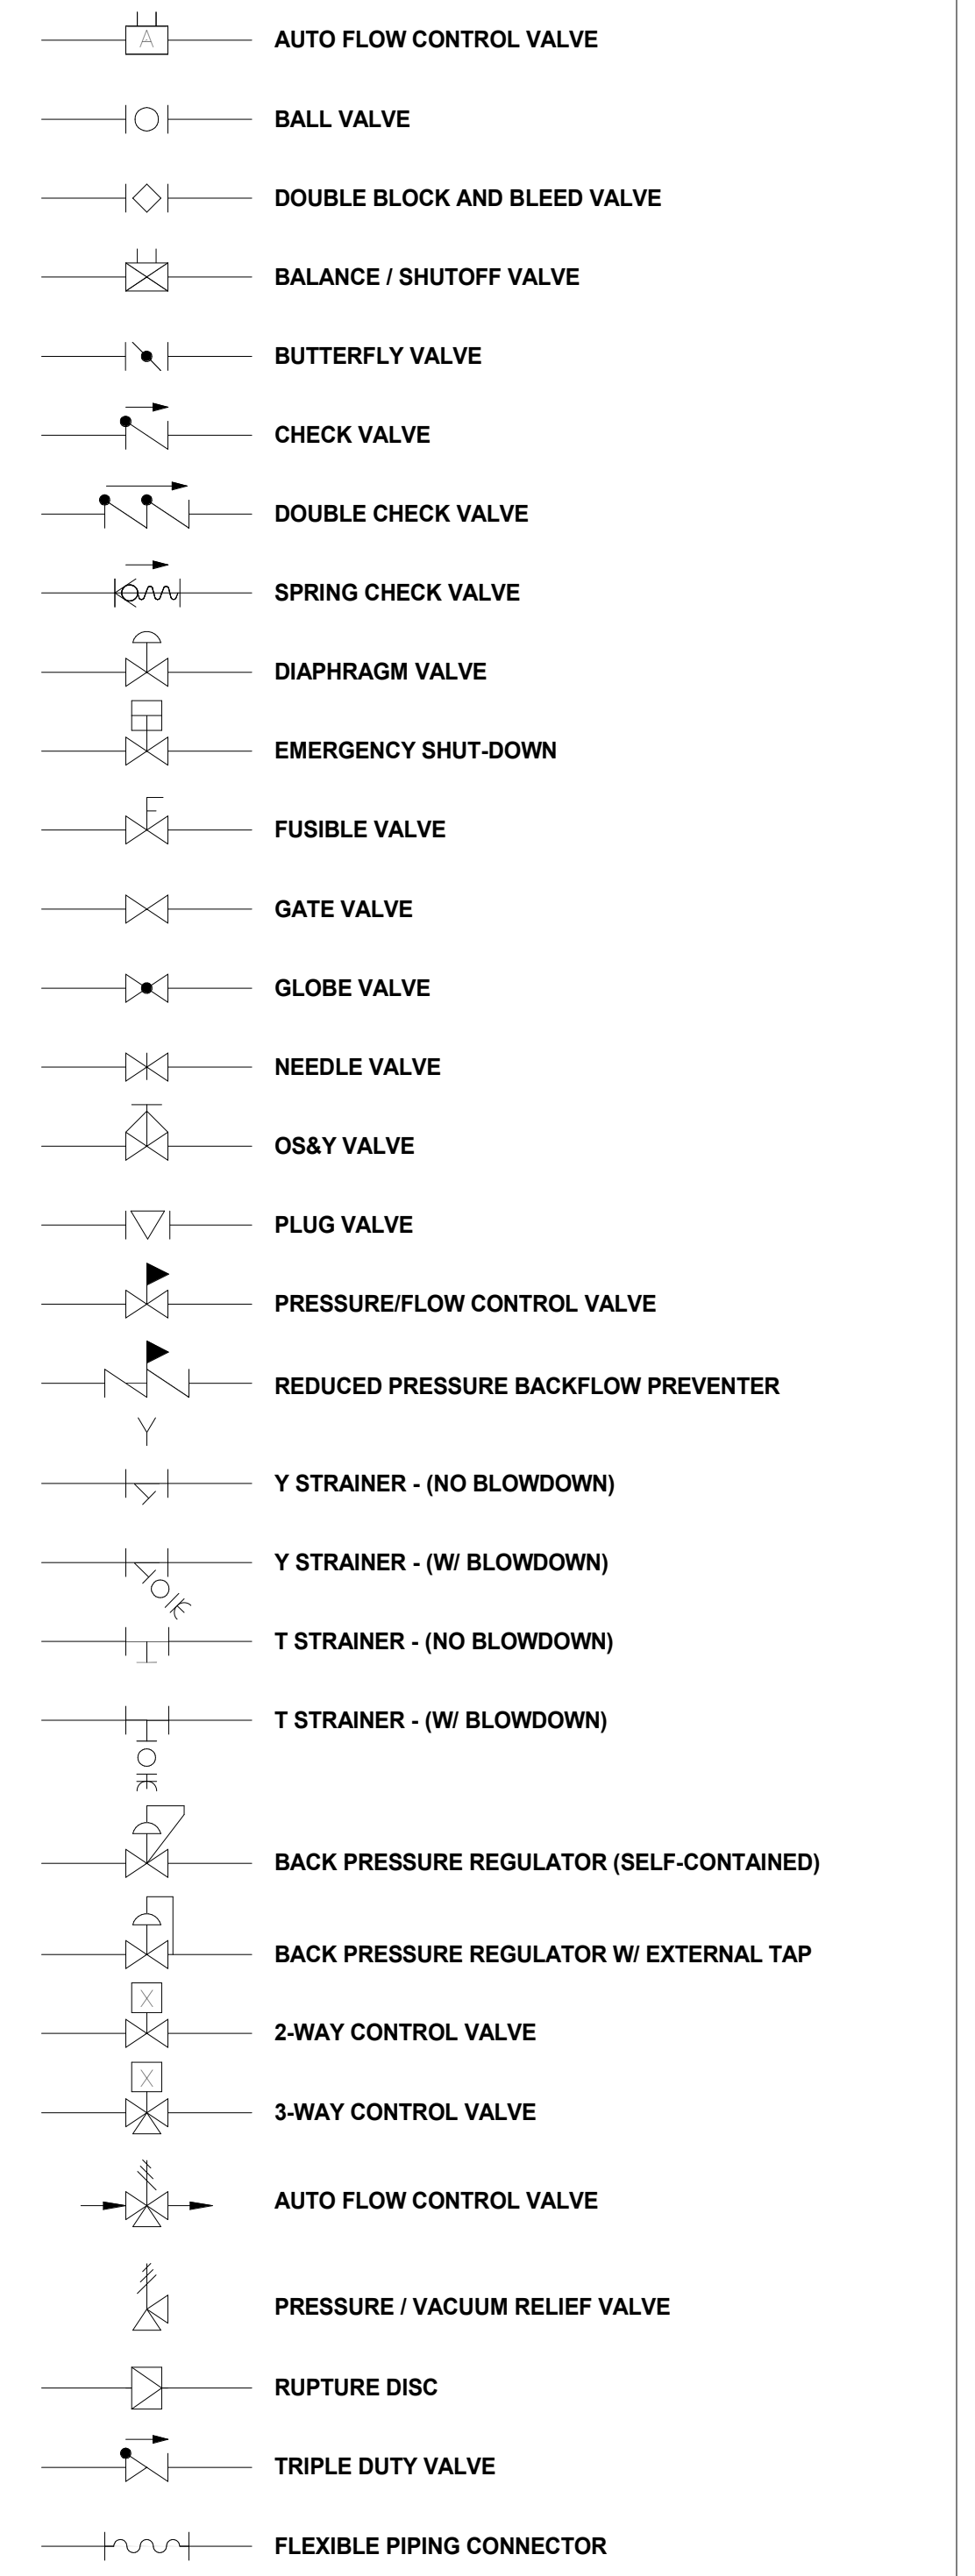 A AUTO FLOW CONTROL VALVE
BALL VALVE
DOUBLE BLOCK AND BLEED VALVE
BALANCE / SHUTOFF VALVE
BUTTERFLY VALVE
CHECK VALVE
DOUBLE CHECK VALVE
SPRING CHECK VALVE
DIAPHRAGM VALVE
EMERGENCY SHUT-DOWN
FUSIBLE VALVE
GATE VALVE
GLOBE VALVE
NEEDLE VALVE
OS&Y VALVE
PLUG VALVE
PRESSURE/FLOW CONTROL VALVE
REDUCED PRESSURE BACKFLOW PREVENTER
Y STRAINER - (NO BLOWDOWN)
Y STRAINER - (W/ BLOWDOWN)
T STRAINER - (NO BLOWDOWN)
T STRAINER - (W/ BLOWDOWN)
BACK PRESSURE REGULATOR (SELF-CONTAINED)
BACK PRESSURE REGULATOR W/ EXTERNAL TAP
X
2-WAY CONTROL VALVE
X
3-WAY CONTROL VALVE
AUTO FLOW CONTROL VALVE
PRESSURE / VACUUM RELIEF VALVE
RUPTURE DISC
TRIPLE DUTY VALVE
FLEXIBLE PIPING CONNECTOR